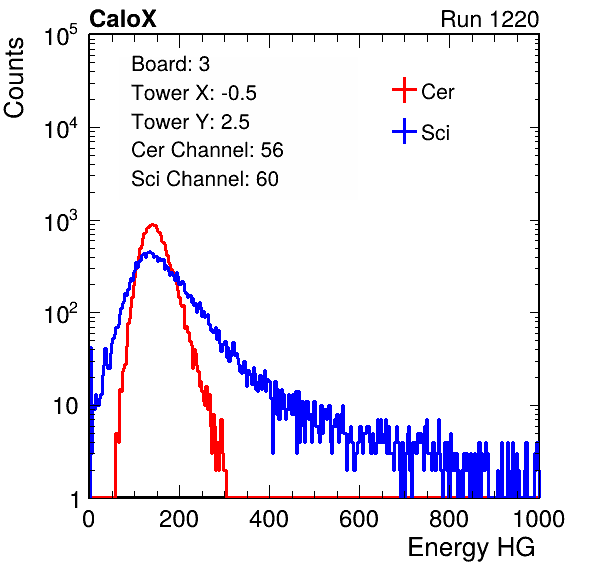 CaloX Run 1220
Counts
10^5
10^4
10^3
10^2
10
1
Board: 3
Tower X: -0.5
Tower Y: 2.5
Cer Channel: 56
Sci Channel: 60
Cer
Sci
0 200 400 600 800 1000
Energy HG